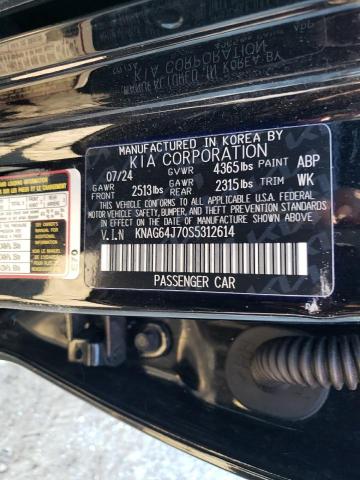 MANUFACTURED IN KOREA BY
KIA CORPORATION
07/24 GVWR 4365 lbs PAINT ABP
GAWR FRONT 2513 lbs GAWR REAR 2315 lbs TRIM WK
THIS VEHICLE CONFORMS TO ALL APPLICABLE U.S.A. FEDERAL
MOTOR VEHICLE SAFETY, BUMPER, AND THEFT PREVENTION STANDARDS
IN EFFECT ON THE DATE OF MANUFACTURE SHOWN ABOVE.
V.I.N KNAG64J70S5312614
PASSENGER CAR